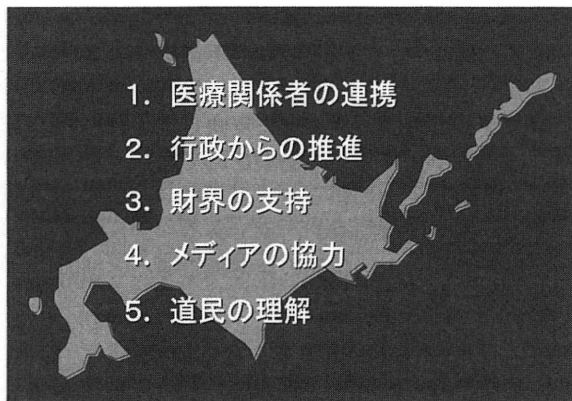 1. 医療関係者の連携
2. 行政からの推進
3. 財界の支持
4. メディアの協力
5. 道民の理解